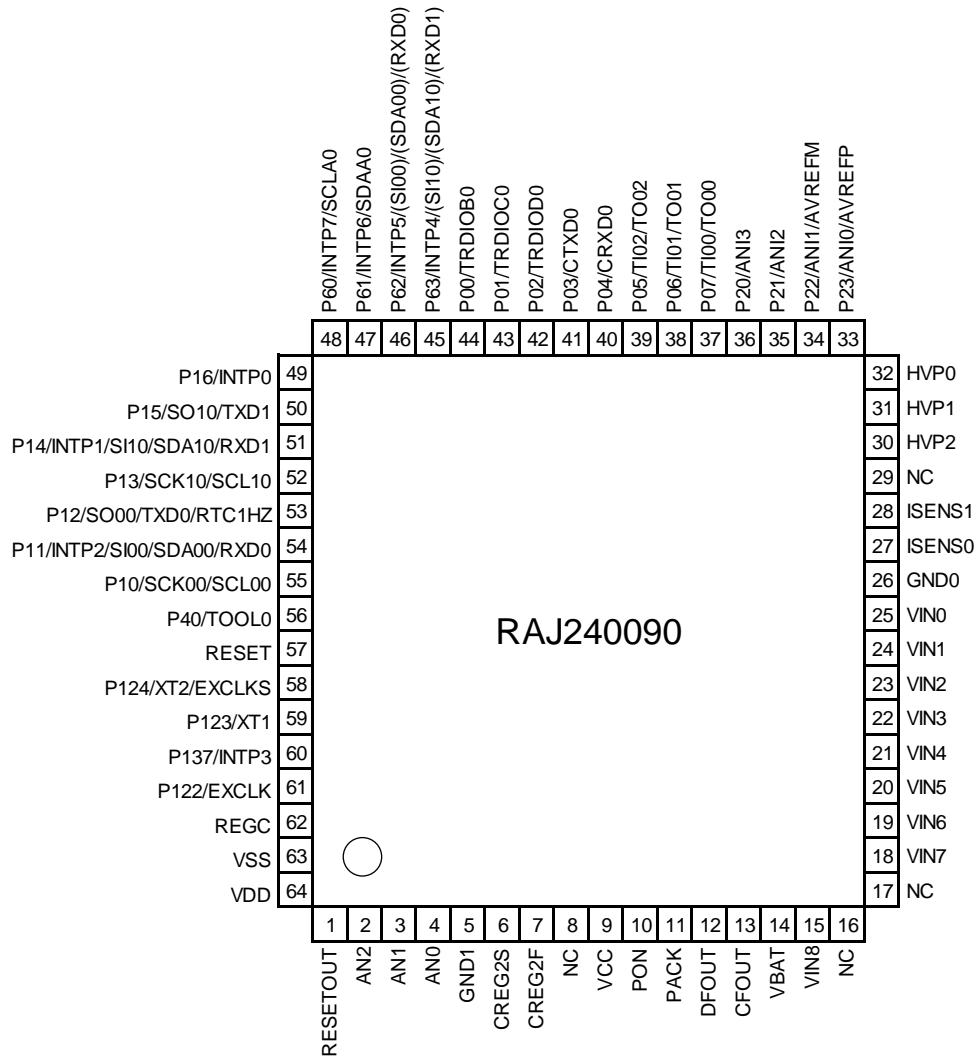 P60/INTP7/SCLA0
P61/INTP6/SDAA0
P62/INTP5/(SI00)/(SDA00)/(RXD0)
P63/INTP4/(SI10)/(SDA10)/(RXD1)
P00/TRDIOB0
P01/TRDIOC0
P02/TRDIOD0
P03/CTXD0
P04/CRXD0
P05/TI02/TO02
P06/TI01/TO01
P07/TI00/TO00
P20/ANI3
P21/ANI2
P22/ANI1/AVREFM
P23/ANI0/AVREFP
48 47 46 45 44 43 42 41 40 39 38 37 36 35 34 33
P16/INTP0 49
P15/SO10/TXD1 50
P14/INTP1/SI10/SDA10/RXD1 51
P13/SCK10/SCL10 52
P12/SO00/TXD0/RTC1HZ 53
P11/INTP2/SI00/SDA00/RXD0 54
P10/SCK00/SCL00 55
P40/TOOL0 56
RESET 57
P124/XT2/EXCLKS 58
P123/XT1 59
P137/INTP3 60
P122/EXCLK 61
REGC 62
VSS 63
VDD 64
RAJ240090
32 HVP0
31 HVP1
30 HVP2
29 NC
28 ISENS1
27 ISENS0
26 GND0
25 VIN0
24 VIN1
23 VIN2
22 VIN3
21 VIN4
20 VIN5
19 VIN6
18 VIN7
17 NC
1 2 3 4 5 6 7 8 9 10 11 12 13 14 15 16
RESETOUT
AN2
AN1
AN0
GND1
CREG2S
CREG2F
NC
VCC
PON
PACK
DFOUT
CFOUT
VBAT
VIN8
NC